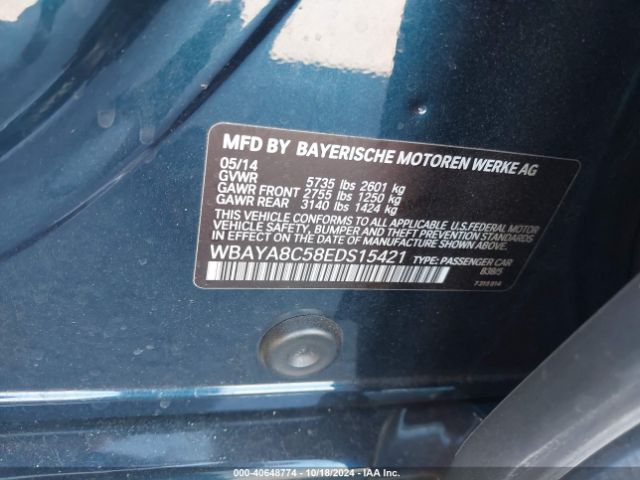 MFD BY BAYERISCHE MOTOREN WERKE AG
05/14
GVWR 5735 lbs 2601 kg
GAWR FRONT 2755 lbs 1250 kg
GAWR REAR 3140 lbs 1424 kg
THIS VEHICLE CONFORMS TO ALL APPLICABLE U.S.FEDERAL MOTOR
VEHICLE SAFETY, BUMPER AND THEFT PREVENTION STANDARDS
IN EFFECT ON THE DATE OF MANUFACTURE SHOWN ABOVE.
WBAYA8C58EDS15421 TYPE: PASSENGER CAR
B38/5
7 315 914
000-40648774 | 10/18/2024 | IAA Inc.